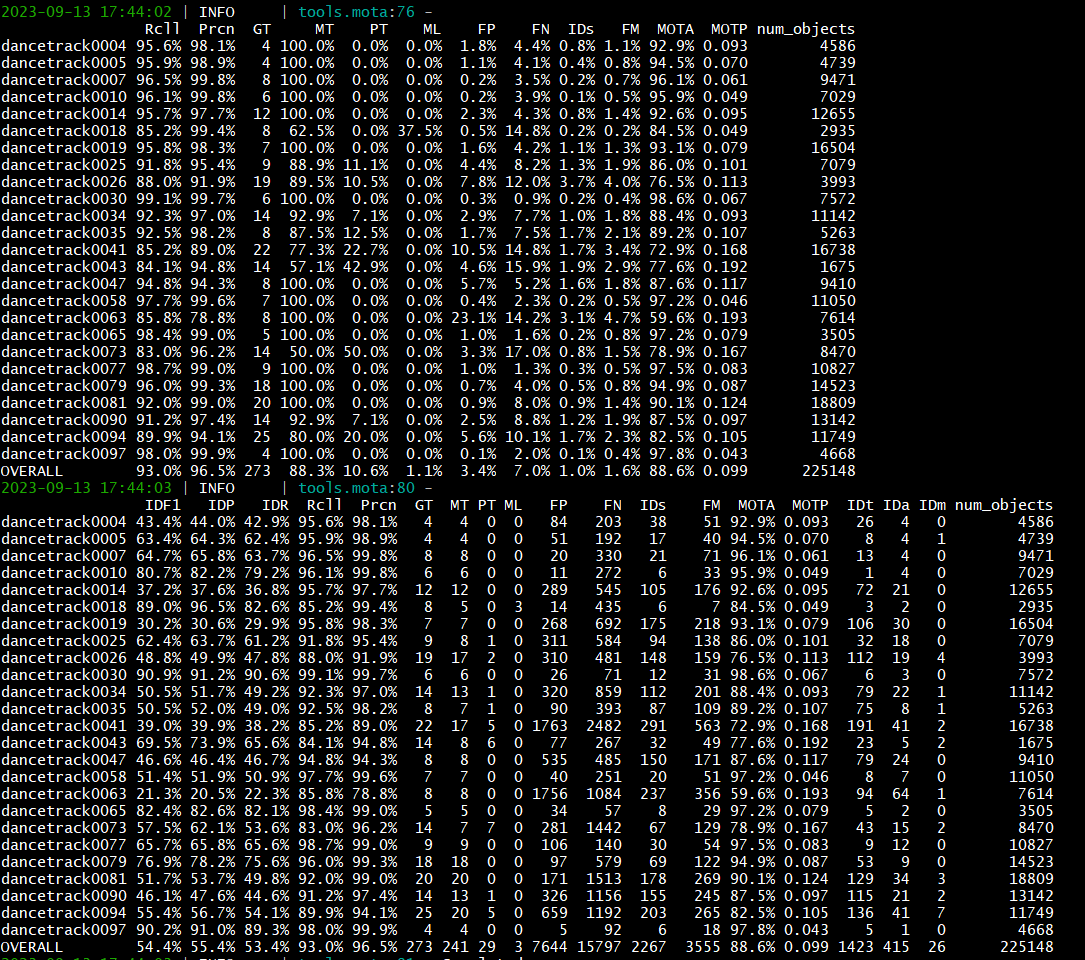 2023-09-13 17:44:02 | INFO     | tools.mota:76 –
Rcll Prcn GT MT PT ML FP FN IDs FM MOTA MOTP num_objects
dancetrack0004 95.6% 98.1% 4 100.0% 0.0% 0.0% 1.8% 4.4% 0.8% 1.1% 92.9% 0.093 4586
dancetrack0005 95.9% 98.9% 4 100.0% 0.0% 0.0% 1.1% 4.1% 0.4% 0.8% 94.5% 0.070 4739
dancetrack0007 96.5% 99.8% 8 100.0% 0.0% 0.0% 0.2% 3.5% 0.2% 0.7% 96.1% 0.061 9471
dancetrack0010 96.1% 99.8% 6 100.0% 0.0% 0.0% 0.2% 3.9% 0.1% 0.5% 95.9% 0.049 7029
dancetrack0014 95.7% 97.7% 12 100.0% 0.0% 0.0% 2.3% 4.3% 0.8% 1.4% 92.6% 0.095 12655
dancetrack0018 85.2% 99.4% 8 62.5% 0.0% 37.5% 0.5% 14.8% 0.2% 0.2% 84.5% 0.049 2935
dancetrack0019 95.8% 98.3% 7 100.0% 0.0% 0.0% 1.6% 4.2% 1.1% 1.3% 93.1% 0.079 16504
dancetrack0025 91.8% 95.4% 9 88.9% 11.1% 0.0% 4.4% 8.2% 1.3% 1.9% 86.0% 0.101 7079
dancetrack0026 88.0% 91.9% 19 89.5% 10.5% 0.0% 7.8% 12.0% 3.7% 4.0% 76.5% 0.113 3993
dancetrack0030 99.1% 99.7% 6 100.0% 0.0% 0.0% 0.3% 0.9% 0.2% 0.4% 98.6% 0.067 7572
dancetrack0034 92.3% 97.0% 14 92.9% 7.1% 0.0% 2.9% 7.7% 1.0% 1.8% 88.4% 0.093 11142
dancetrack0035 92.5% 98.2% 8 87.5% 12.5% 0.0% 1.7% 7.5% 1.7% 2.1% 89.2% 0.107 5263
dancetrack0041 85.2% 89.0% 22 77.3% 22.7% 0.0% 10.5% 14.8% 1.7% 3.4% 72.9% 0.168 16738
dancetrack0043 84.1% 94.8% 14 57.1% 42.9% 0.0% 4.6% 15.9% 1.9% 2.9% 77.6% 0.192 1675
dancetrack0047 94.8% 94.3% 8 100.0% 0.0% 0.0% 5.7% 5.2% 1.6% 1.8% 87.6% 0.117 9410
dancetrack0058 97.7% 99.6% 7 100.0% 0.0% 0.0% 0.4% 2.3% 0.2% 0.5% 97.2% 0.046 11050
dancetrack0063 85.8% 78.8% 8 100.0% 0.0% 0.0% 23.1% 14.2% 3.1% 4.7% 59.6% 0.193 7614
dancetrack0065 98.4% 99.0% 5 100.0% 0.0% 0.0% 1.0% 1.6% 0.2% 0.8% 97.2% 0.079 3505
dancetrack0073 83.0% 96.2% 14 50.0% 50.0% 0.0% 3.3% 17.0% 0.8% 1.5% 78.9% 0.167 8470
dancetrack0077 98.7% 99.0% 9 100.0% 0.0% 0.0% 1.0% 1.3% 0.3% 0.5% 97.5% 0.083 10827
dancetrack0079 96.0% 99.3% 18 100.0% 0.0% 0.0% 0.7% 4.0% 0.5% 0.8% 94.9% 0.087 14523
dancetrack0081 92.0% 99.0% 20 100.0% 0.0% 0.0% 0.9% 8.0% 0.9% 1.4% 90.1% 0.124 18809
dancetrack0090 91.2% 97.4% 14 92.9% 7.1% 0.0% 2.5% 8.8% 1.2% 1.9% 87.5% 0.097 13142
dancetrack0094 89.9% 94.1% 25 80.0% 20.0% 0.0% 5.6% 10.1% 1.7% 2.3% 82.5% 0.105 11749
dancetrack0097 98.0% 99.9% 4 100.0% 0.0% 0.0% 0.1% 2.0% 0.1% 0.4% 97.8% 0.043 4668
OVERALL 93.0% 96.5% 273 88.3% 10.6% 1.1% 3.4% 7.0% 1.0% 1.6% 88.6% 0.099 225148
2023-09-13 17:44:03 | INFO     | tools.mota:80 –
IDF1 IDP IDR Rcll Prcn GT MT PT ML FP FN IDs FM MOTA MOTP IDt IDa IDm num_objects
dancetrack0004 43.4% 44.0% 42.9% 95.6% 98.1% 4 4 0 0 84 203 38 51 92.9% 0.093 26 4 0 4586
dancetrack0005 63.4% 64.3% 62.4% 95.9% 98.9% 4 4 0 0 51 192 17 40 94.5% 0.070 8 4 1 4739
dancetrack0007 64.7% 65.8% 63.7% 96.5% 99.8% 8 8 0 0 20 330 21 71 96.1% 0.061 13 4 0 9471
dancetrack0010 80.7% 82.2% 79.2% 96.1% 99.8% 6 6 0 0 11 272 6 33 95.9% 0.049 1 4 0 7029
dancetrack0014 37.2% 37.6% 36.8% 95.7% 97.7% 12 12 0 0 289 545 105 176 92.6% 0.095 72 21 0 12655
dancetrack0018 89.0% 96.5% 82.6% 85.2% 99.4% 8 5 0 3 14 435 6 7 84.5% 0.049 3 2 0 2935
dancetrack0019 30.2% 30.6% 29.9% 95.8% 98.3% 7 7 0 0 268 692 175 218 93.1% 0.079 106 30 0 16504
dancetrack0025 62.4% 63.7% 61.2% 91.8% 95.4% 9 8 1 0 311 584 94 138 86.0% 0.101 32 18 0 7079
dancetrack0026 48.8% 49.9% 47.8% 88.0% 91.9% 19 17 2 0 310 481 148 159 76.5% 0.113 112 19 4 3993
dancetrack0030 90.9% 91.2% 90.6% 99.1% 99.7% 6 6 0 0 26 71 12 31 98.6% 0.067 6 3 0 7572
dancetrack0034 50.5% 51.7% 49.2% 92.3% 97.0% 14 13 1 0 320 859 112 201 88.4% 0.093 79 22 1 11142
dancetrack0035 50.5% 52.0% 49.0% 92.5% 98.2% 8 7 1 0 90 393 87 109 89.2% 0.107 75 8 1 5263
dancetrack0041 39.0% 39.9% 38.2% 85.2% 89.0% 22 17 5 0 1763 2482 291 563 72.9% 0.168 191 41 2 16738
dancetrack0043 69.5% 73.9% 65.6% 84.1% 94.8% 14 8 6 0 77 267 32 49 77.6% 0.192 23 5 2 1675
dancetrack0047 46.6% 46.4% 46.7% 94.8% 94.3% 8 8 0 0 535 485 150 171 87.6% 0.117 79 24 0 9410
dancetrack0058 51.4% 51.9% 50.9% 97.7% 99.6% 7 7 0 0 40 251 20 51 97.2% 0.046 8 7 0 11050
dancetrack0063 21.3% 20.5% 22.3% 85.8% 78.8% 8 8 0 0 1756 1084 237 356 59.6% 0.193 94 64 1 7614
dancetrack0065 82.4% 82.6% 82.1% 98.4% 99.0% 5 5 0 0 34 57 8 29 97.2% 0.079 5 2 0 3505
dancetrack0073 57.5% 62.1% 53.6% 83.0% 96.2% 14 7 7 0 281 1442 67 129 78.9% 0.167 43 15 2 8470
dancetrack0077 65.7% 65.8% 65.6% 98.7% 99.0% 9 9 0 0 106 140 30 54 97.5% 0.083 9 12 0 10827
dancetrack0079 76.9% 78.2% 75.6% 96.0% 99.3% 18 18 0 0 97 579 69 122 94.9% 0.087 53 9 0 14523
dancetrack0081 51.7% 53.7% 49.8% 92.0% 99.0% 20 20 0 0 171 1513 178 269 90.1% 0.124 129 34 3 18809
dancetrack0090 46.1% 47.6% 44.6% 91.2% 97.4% 14 13 1 0 326 1156 155 245 87.5% 0.097 115 21 2 13142
dancetrack0094 55.4% 56.7% 54.1% 89.9% 94.1% 25 20 5 0 659 1192 203 265 82.5% 0.105 136 41 7 11749
dancetrack0097 90.2% 91.0% 89.3% 98.0% 99.9% 4 4 0 0 5 92 6 18 97.8% 0.043 5 1 0 4668
OVERALL 54.4% 55.4% 53.4% 93.0% 96.5% 273 241 29 3 7644 15797 2267 3555 88.6% 0.099 1423 415 26 225148